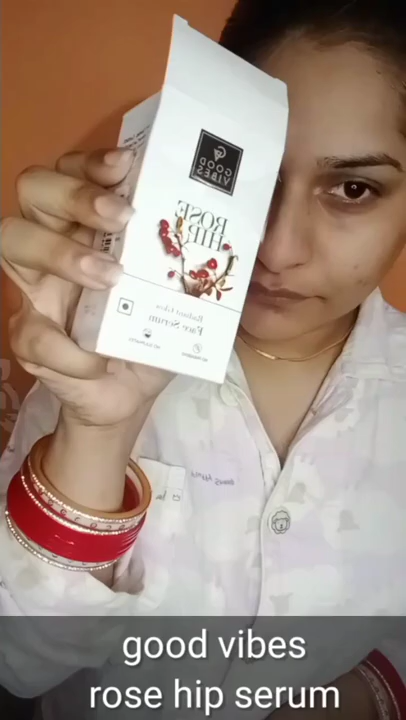 GOOD
VIBES
ROSE
HIP
Radiant Glow
Face Serum
good vibes
rose hip serum